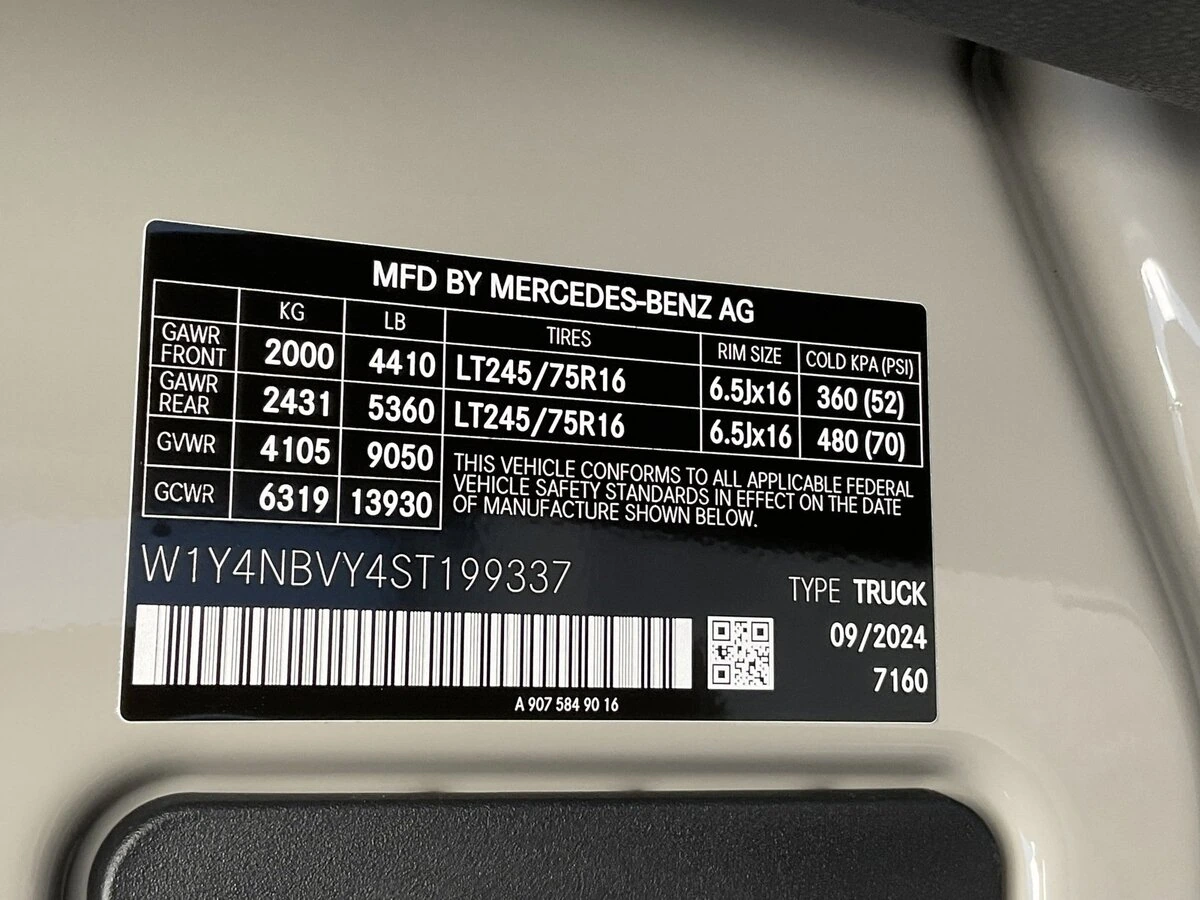 MFD BY MERCEDES-BENZ AG
KG LB TIRES RIM SIZE COLD KPA (PSI)
GAWR FRONT 2000 4410 LT245/75R16 6.5Jx16 360 (52)
GAWR REAR 2431 5360 LT245/75R16 6.5Jx16 480 (70)
GVWR 4105 9050
GCWR 6319 13930
THIS VEHICLE CONFORMS TO ALL APPLICABLE FEDERAL
VEHICLE SAFETY STANDARDS IN EFFECT ON THE DATE
OF MANUFACTURE SHOWN BELOW.
W1Y4NBVY4ST199337
TYPE TRUCK
09/2024
7160
A 907 584 90 16